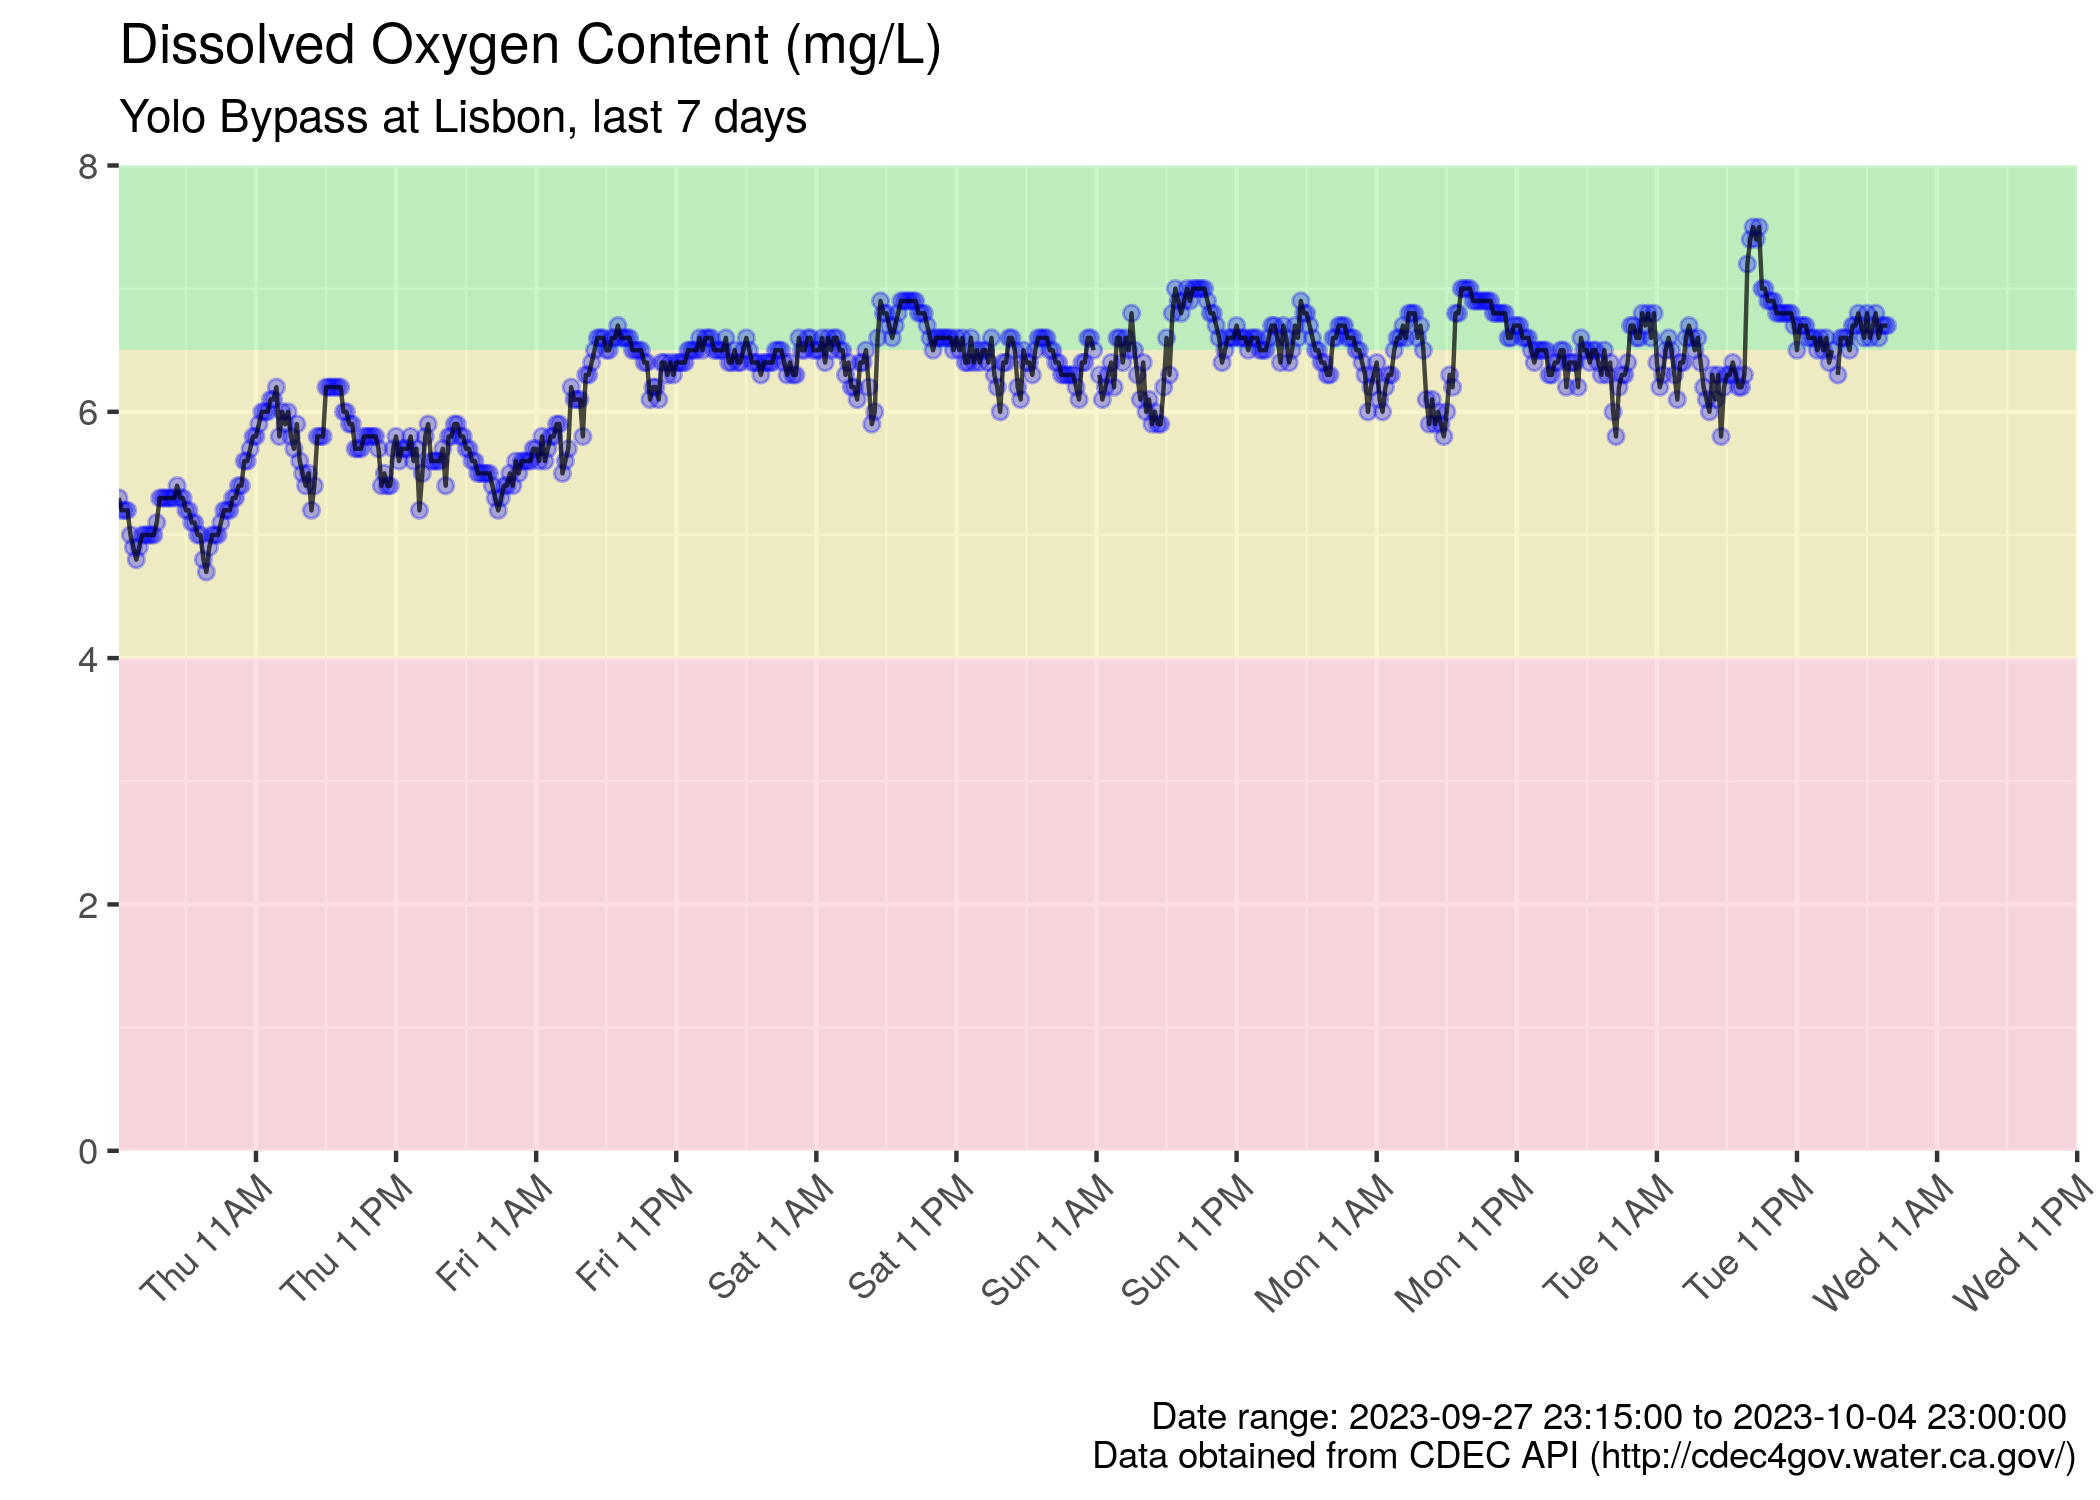 Dissolved Oxygen Content (mg/L)
Yolo Bypass at Lisbon, last 7 days
8
6
4
2
0
Thu 11AM
Thu 11PM
Fri 11AM
Fri 11PM
Sat 11AM
Sat 11PM
Sun 11AM
Sun 11PM
Mon 11AM
Mon 11PM
Tue 11AM
Tue 11PM
Wed 11AM
Wed 11PM
Date range: 2023-09-27 23:15:00 to 2023-10-04 23:00:00
Data obtained from CDEC API (http://cdec4gov.water.ca.gov/)